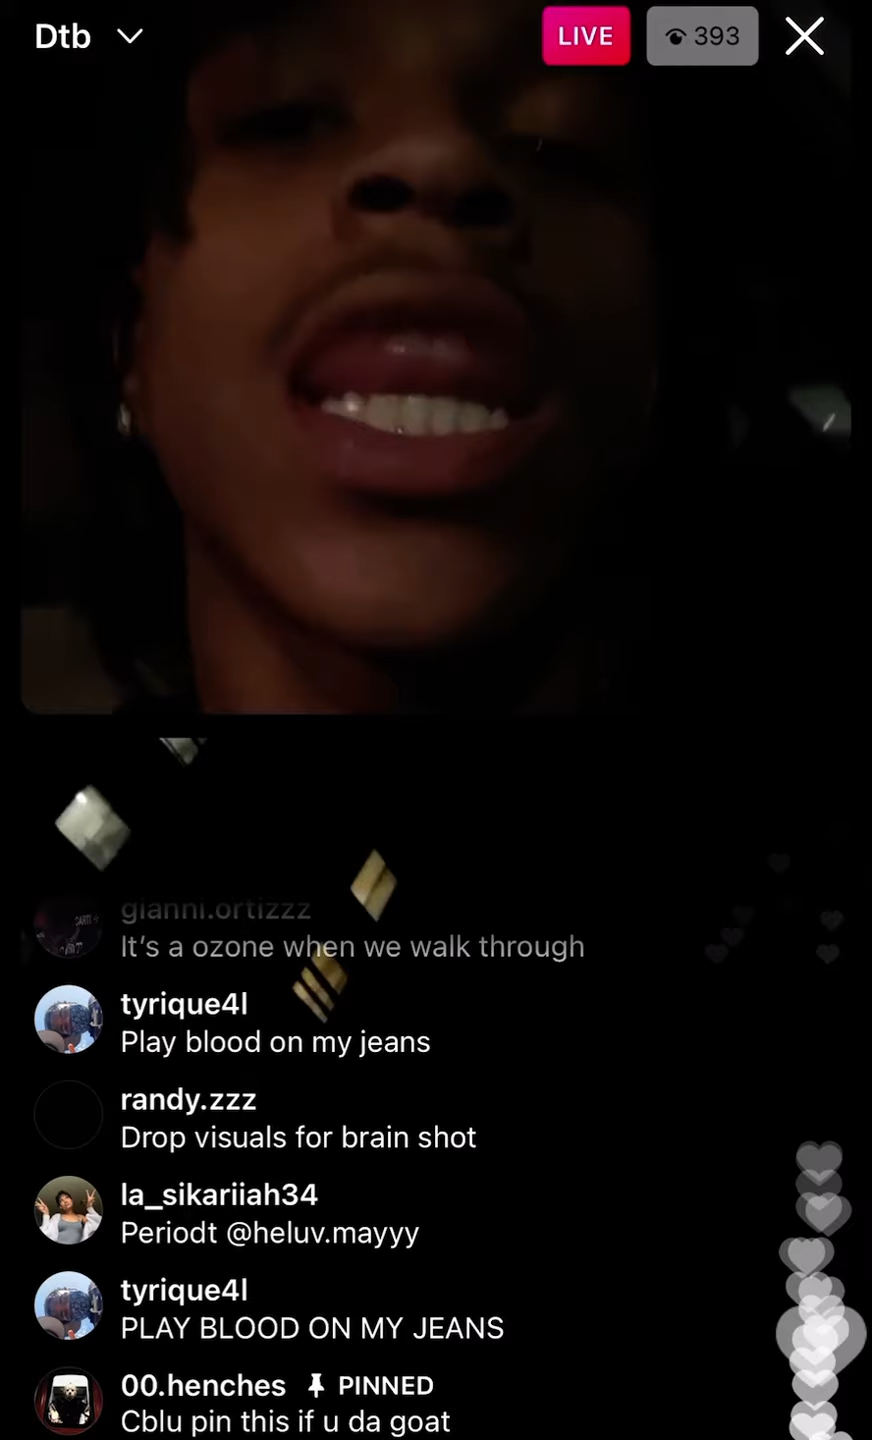 Dtb
LIVE
393
gianni.ortizzz
It’s a ozone when we walk through
tyrique4l
Play blood on my jeans
randy.zzz
Drop visuals for brain shot
la_sikariiah34
Periodt @heluv.mayyy
tyrique4l
PLAY BLOOD ON MY JEANS
00.henches PINNED
Cblu pin this if u da goat